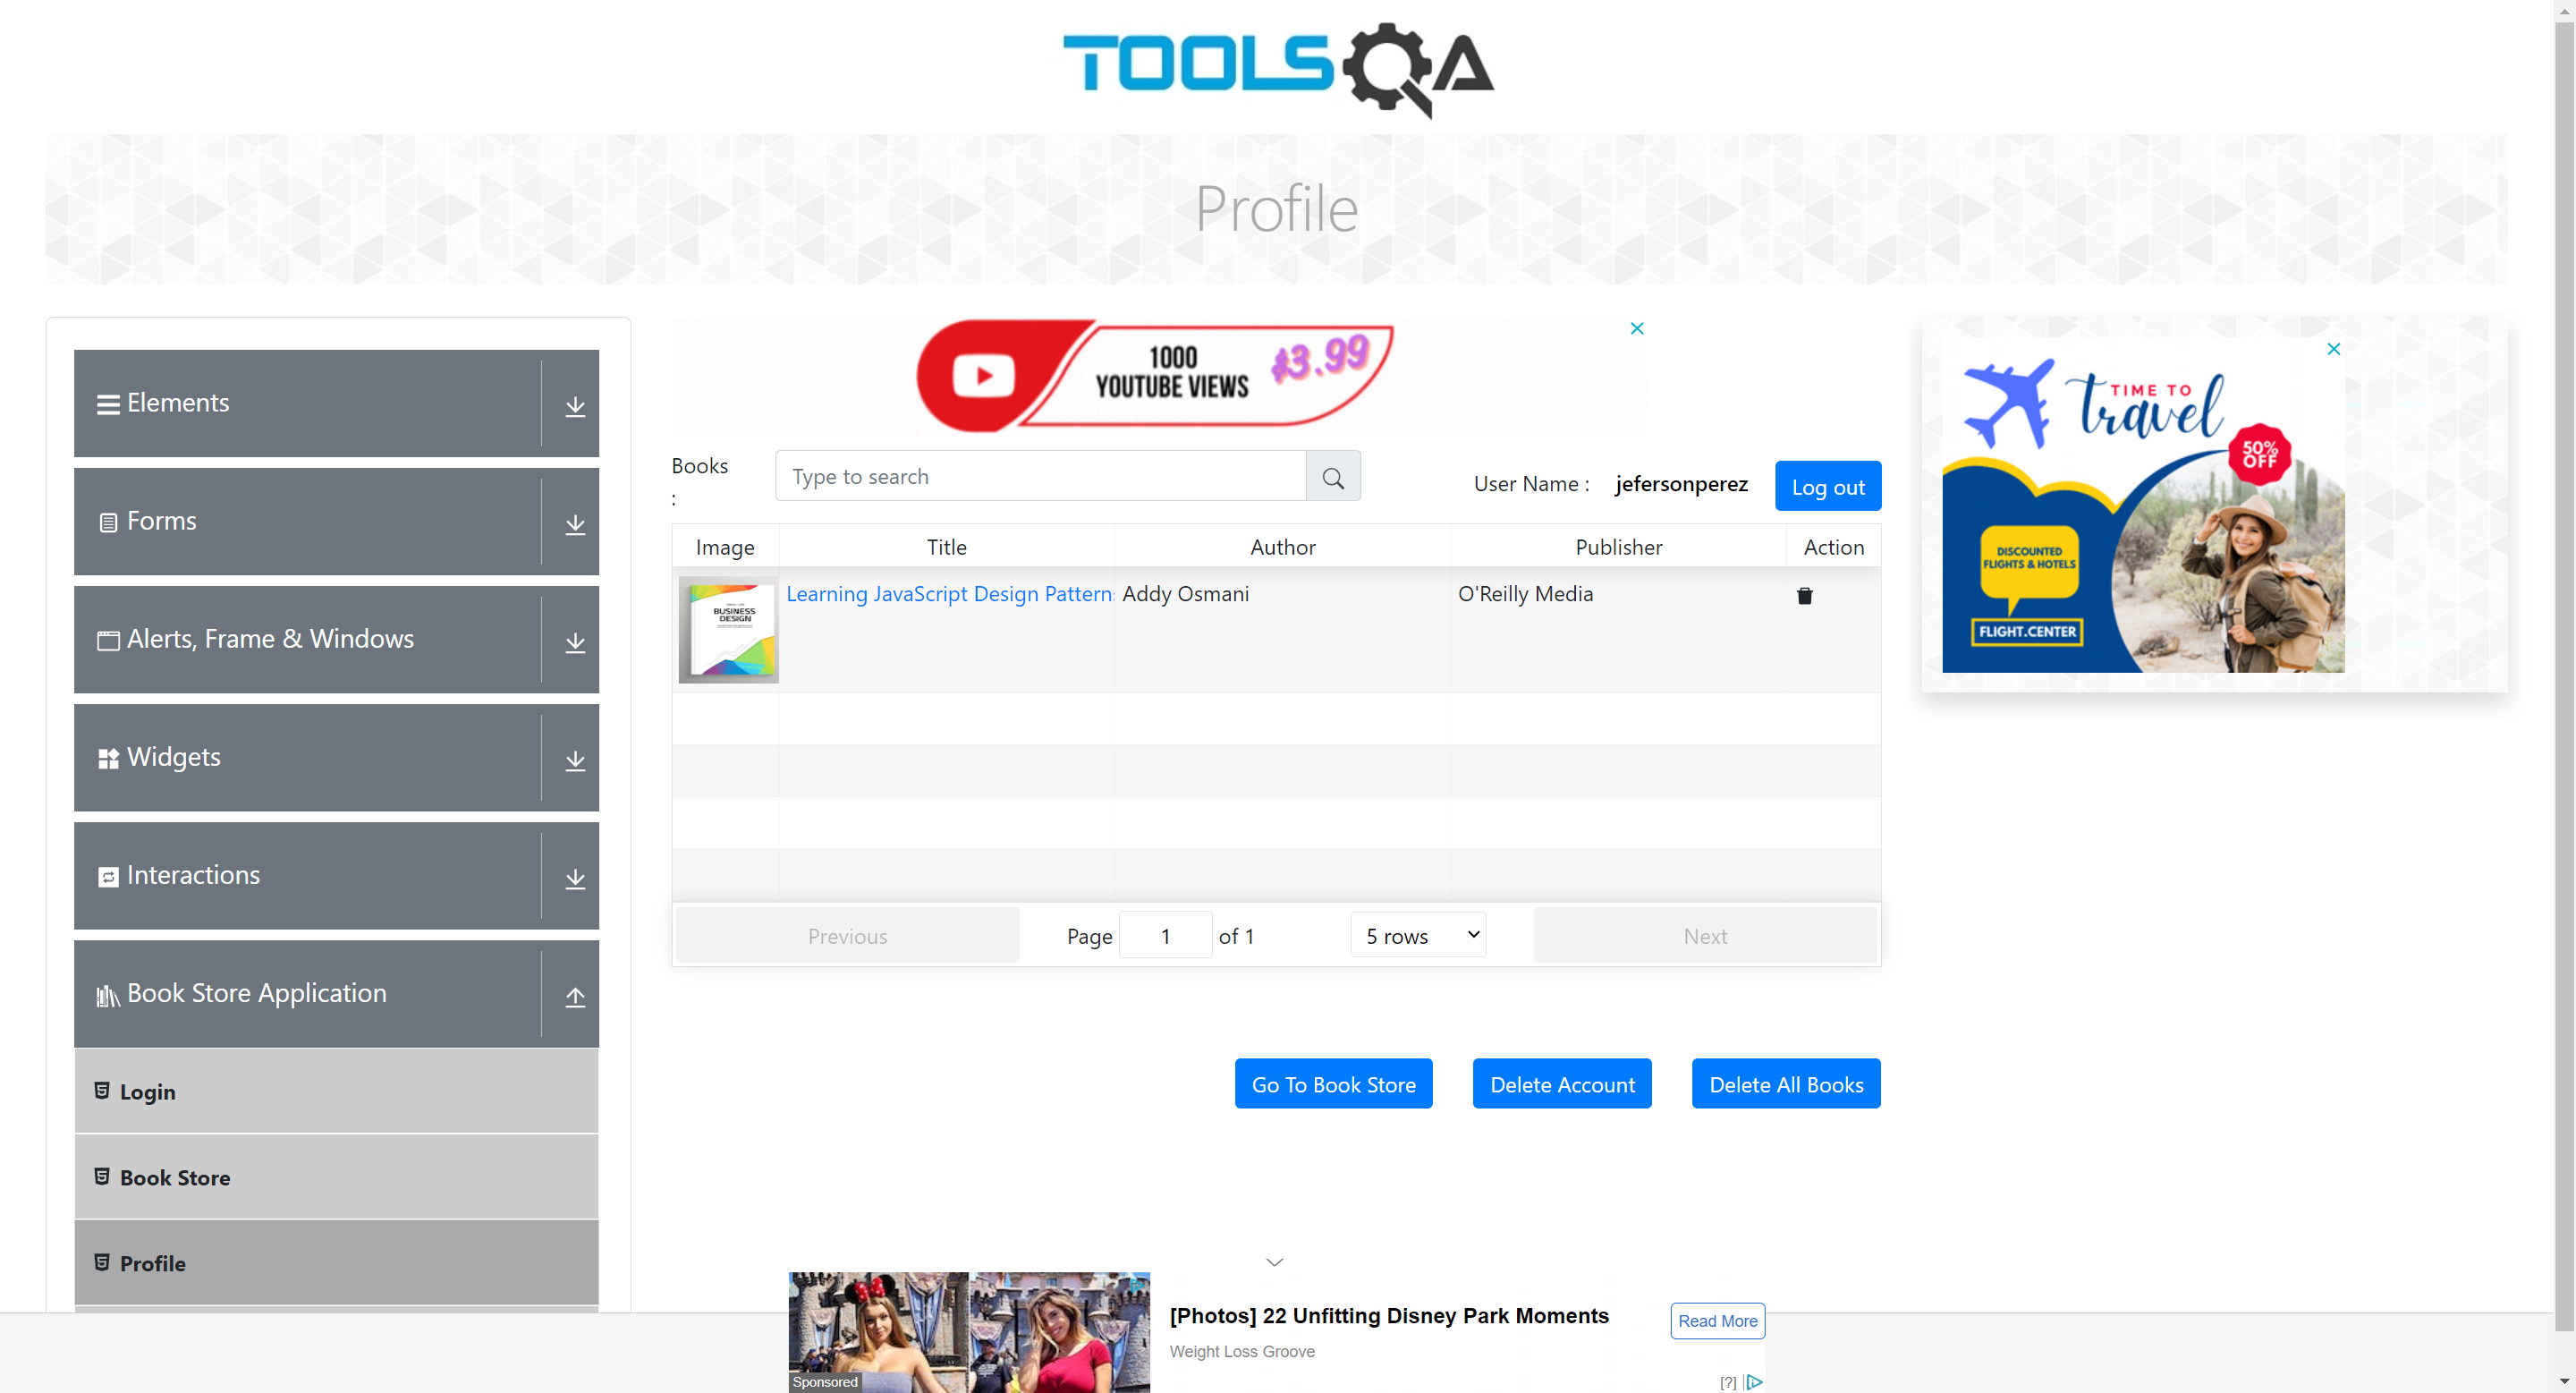 TOOLSQA
Profile
Elements
Forms
Alerts, Frame & Windows
Widgets
Interactions
Book Store Application
Login
Book Store
Profile
1000
YOUTUBE VIEWS
$3.99
Books
:
Type to search
User Name :
jefersonperez
Log out
Image
Title
Author
Publisher
Action
BUSINESS
DESIGN
Learning JavaScript Design Pattern
Addy Osmani
O'Reilly Media
Previous
Page
1
of 1
5 rows
Next
Go To Book Store
Delete Account
Delete All Books
TIME TO
travel
50%
OFF
DISCOUNTED
FLIGHTS & HOTELS
FLIGHT.CENTER
[Photos] 22 Unfitting Disney Park Moments
Weight Loss Groove
Read More
Sponsored
[?]